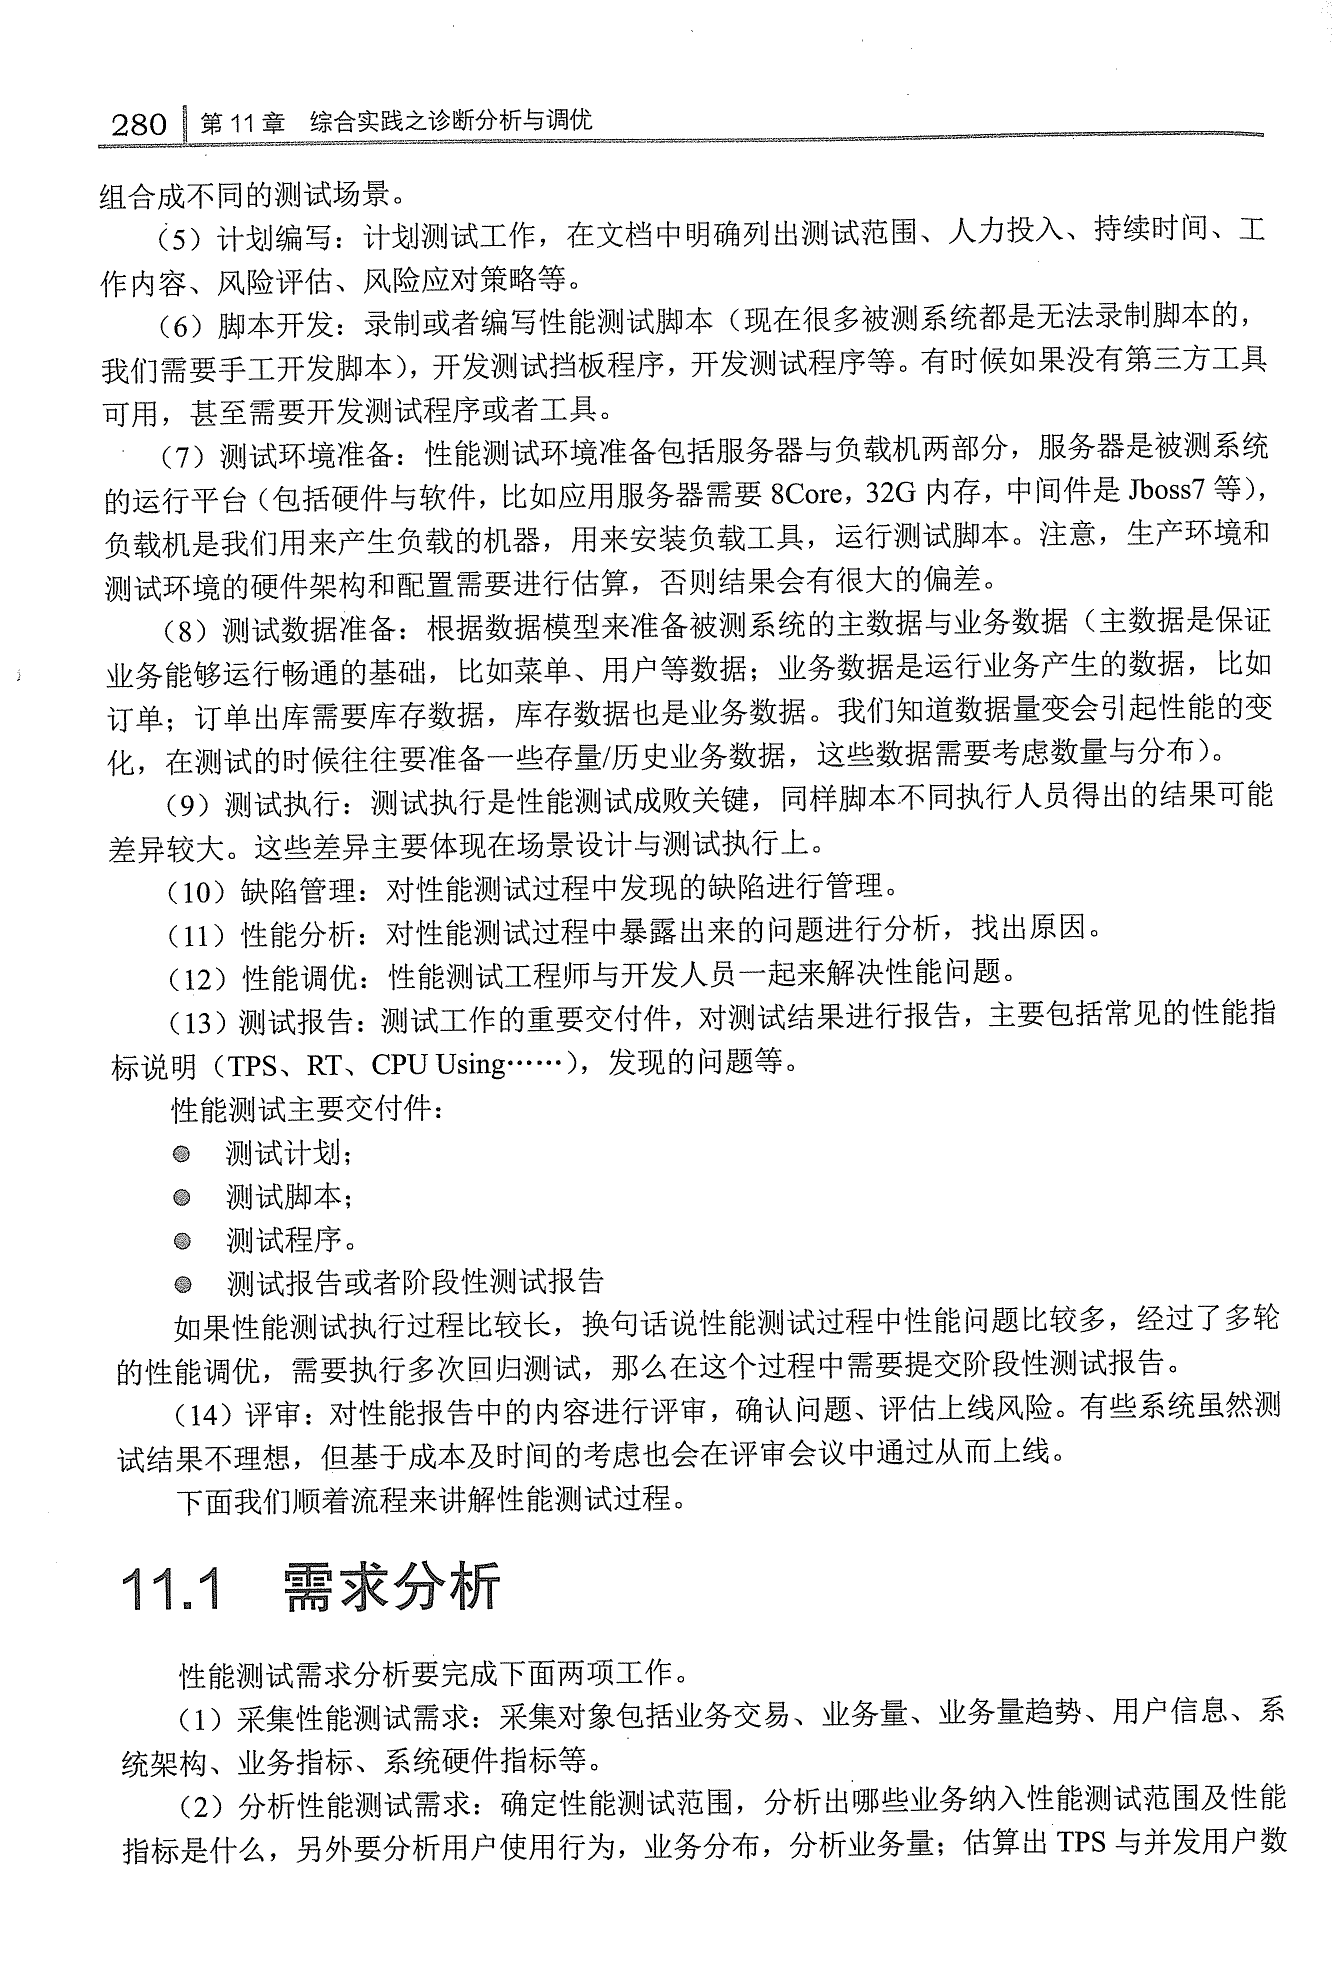 280 第11章 综合实践之诊断分析与调优
组合成不同的测试场景。
（5）计划编写：计划测试工作，在文档中明确列出测试范围、人力投入、持续时间、工
作内容、风险评估、风险应对策略等。
（6）脚本开发：录制或者编写性能测试脚本（现在很多被测系统都是无法录制脚本的，
我们需要手工开发脚本），开发测试挡板程序，开发测试程序等。有时候如果没有第三方工具
可用，甚至需要开发测试程序或者工具。
（7）测试环境准备：性能测试环境准备包括服务器与负载机两部分，服务器是被测系统
的运行平台（包括硬件与软件，比如应用服务器需要 8Core，32G 内存，中间件是 Jboss7 等），
负载机是我们用来产生负载的机器，用来安装负载工具，运行测试脚本。注意，生产环境和
测试环境的硬件架构和配置需要进行估算，否则结果会有很大的偏差。
（8）测试数据准备：根据数据模型来准备被测系统的主数据与业务数据（主数据是保证
业务能够运行畅通的基础，比如菜单、用户等数据；业务数据是运行业务产生的数据，比如
订单；订单出库需要库存数据，库存数据也是业务数据。我们知道数据量变会引起性能的变
化，在测试的时候往往要准备一些存量/历史业务数据，这些数据需要考虑数量与分布）。
（9）测试执行：测试执行是性能测试成败关键，同样脚本不同执行人员得出的结果可能
差异较大。这些差异主要体现在场景设计与测试执行上。
（10）缺陷管理：对性能测试过程中发现的缺陷进行管理。
（11）性能分析：对性能测试过程中暴露出来的问题进行分析，找出原因。
（12）性能调优：性能测试工程师与开发人员一起来解决性能问题。
（13）测试报告：测试工作的重要交付件，对测试结果进行报告，主要包括常见的性能指
标说明（TPS、RT、CPU Using……），发现的问题等。
性能测试主要交付件：
● 测试计划；
● 测试脚本；
● 测试程序。
● 测试报告或者阶段性测试报告
如果性能测试执行过程比较长，换句话说性能测试过程中性能问题比较多，经过了多轮
的性能调优，需要执行多次回归测试，那么在这个过程中需要提交阶段性测试报告。
（14）评审：对性能报告中的内容进行评审，确认问题、评估上线风险。有些系统虽然测
试结果不理想，但基于成本及时间的考虑也会在评审会议中通过从而上线。
下面我们顺着流程来讲解性能测试过程。
11.1 需求分析
性能测试需求分析要完成下面两项工作。
（1）采集性能测试需求：采集对象包括业务交易、业务量、业务量趋势、用户信息、系
统架构、业务指标、系统硬件指标等。
（2）分析性能测试需求：确定性能测试范围，分析出哪些业务纳入性能测试范围及性能
指标是什么，另外要分析用户使用行为，业务分布，分析业务量；估算出 TPS 与并发用户数